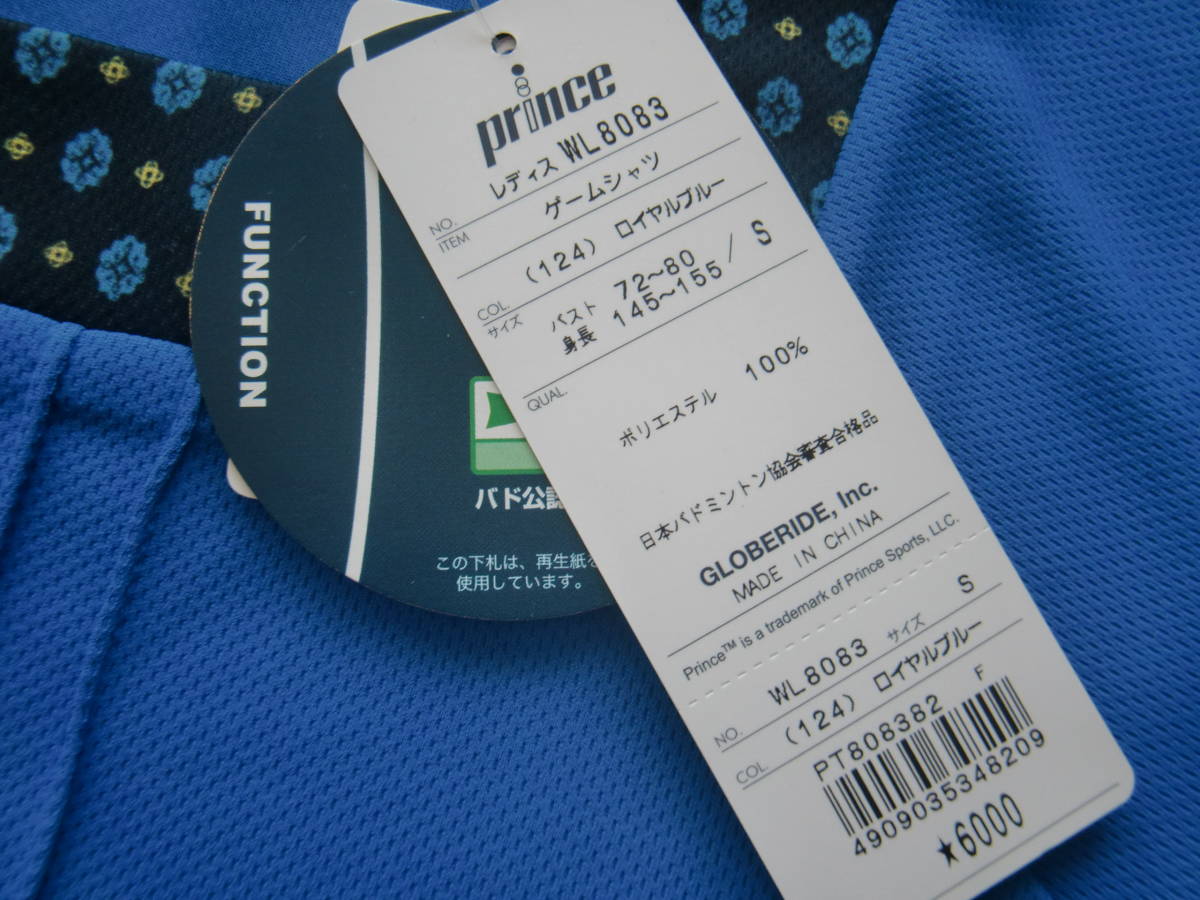 prince
レディス WL8083
NO.
ITEM ゲームシャツ
COL. (124) ロイヤルブルー
サイズ バスト 72~80 / S
身長 145~155
QUAL.
ポリエステル 100%
日本バドミントン協会審査合格品
GLOBERIDE, Inc.
MADE IN CHINA
Prince™ is a trademark of Prince Sports, LLC.
NO. WL8083 サイズ S
COL. (124) ロイヤルブルー
PT808382 F
4909035348209
★6000
FUNCTION
バド公認
この下札は、再生紙を
使用しています。